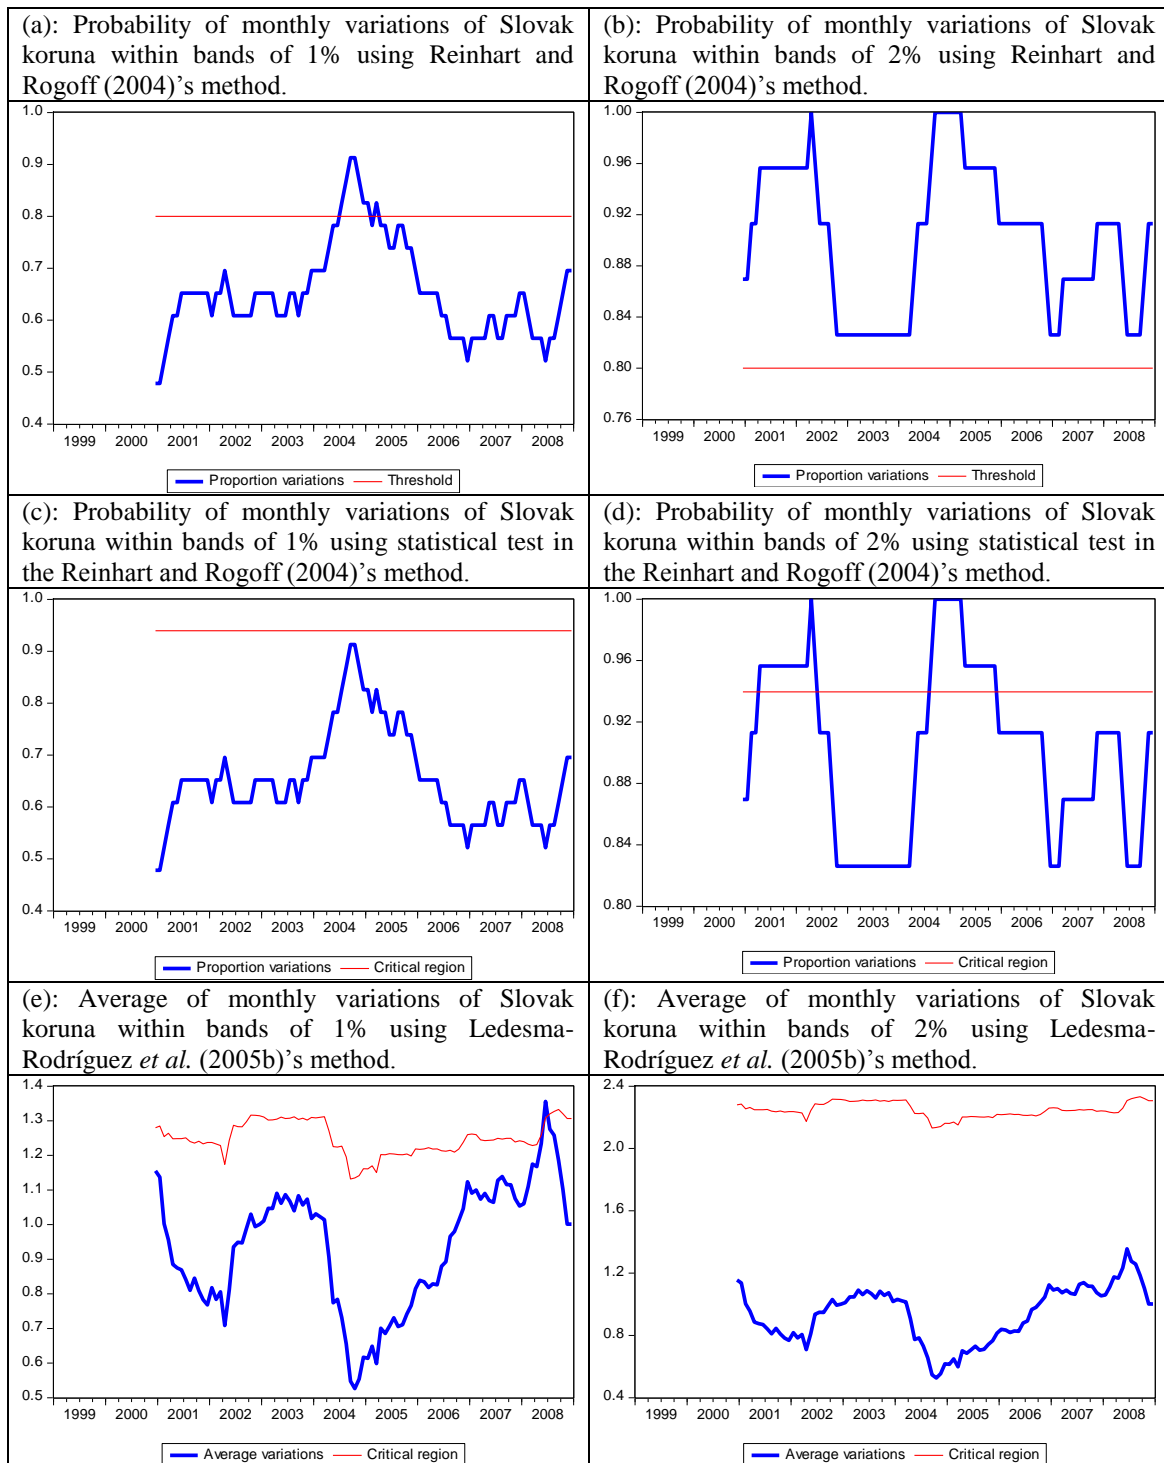 (a): Probability of monthly variations of Slovak
koruna within bands of 1% using Reinhart and
Rogoff (2004)'s method.
(b): Probability of monthly variations of Slovak
koruna within bands of 2% using Reinhart and
Rogoff (2004)'s method.
1.0
0.9
0.8
0.7
0.6
0.5
0.4
1999 2000 2001 2002 2003 2004 2005 2006 2007 2008
Proportion variations Threshold
1.00
0.96
0.92
0.88
0.84
0.80
0.76
1999 2000 2001 2002 2003 2004 2005 2006 2007 2008
Proportion variations Threshold
(c): Probability of monthly variations of Slovak
koruna within bands of 1% using statistical test in
the Reinhart and Rogoff (2004)'s method.
(d): Probability of monthly variations of Slovak
koruna within bands of 2% using statistical test in
the Reinhart and Rogoff (2004)'s method.
1.0
0.9
0.8
0.7
0.6
0.5
0.4
1999 2000 2001 2002 2003 2004 2005 2006 2007 2008
Proportion variations Critical region
1.00
0.96
0.92
0.88
0.84
0.80
1999 2000 2001 2002 2003 2004 2005 2006 2007 2008
Proportion variations Critical region
(e): Average of monthly variations of Slovak
koruna within bands of 1% using Ledesma-
Rodríguez et al. (2005b)'s method.
(f): Average of monthly variations of Slovak
koruna within bands of 2% using Ledesma-
Rodríguez et al. (2005b)'s method.
1.4
1.3
1.2
1.1
1.0
0.9
0.8
0.7
0.6
0.5
1999 2000 2001 2002 2003 2004 2005 2006 2007 2008
Average variations Critical region
2.4
2.0
1.6
1.2
0.8
0.4
1999 2000 2001 2002 2003 2004 2005 2006 2007 2008
Average variations Critical region